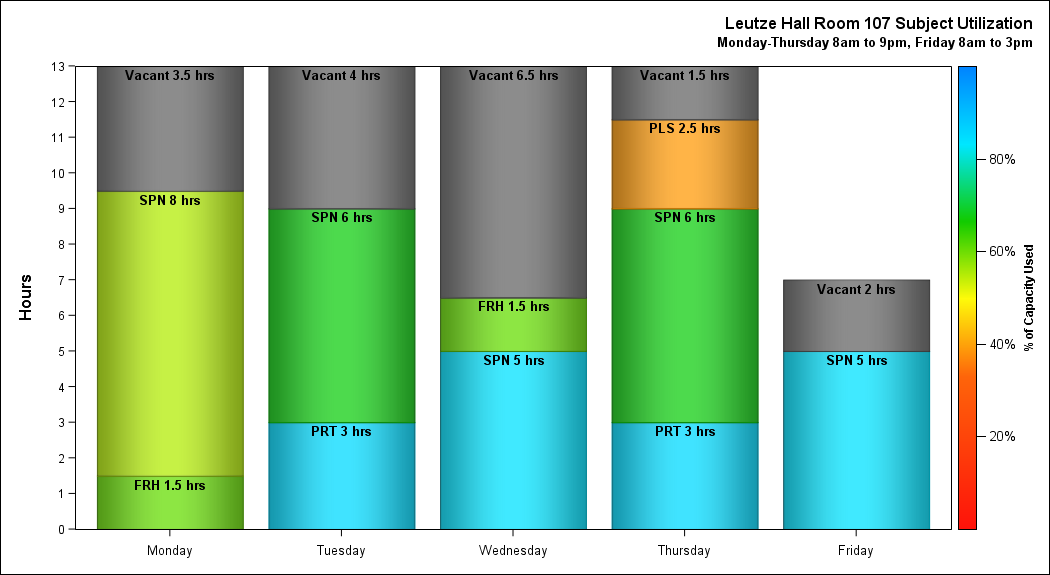 Leutze Hall Room 107 Subject Utilization
Monday-Thursday 8am to 9pm, Friday 8am to 3pm
Hours
13
12
11
10
9
8
7
6
5
4
3
2
1
0
Vacant 3.5 hrs
SPN 8 hrs
FRH 1.5 hrs
Vacant 4 hrs
SPN 6 hrs
PRT 3 hrs
Vacant 6.5 hrs
FRH 1.5 hrs
SPN 5 hrs
Vacant 1.5 hrs
PLS 2.5 hrs
SPN 6 hrs
PRT 3 hrs
Vacant 2 hrs
SPN 5 hrs
Monday
Tuesday
Wednesday
Thursday
Friday
80%
60%
40%
20%
% of Capacity Used